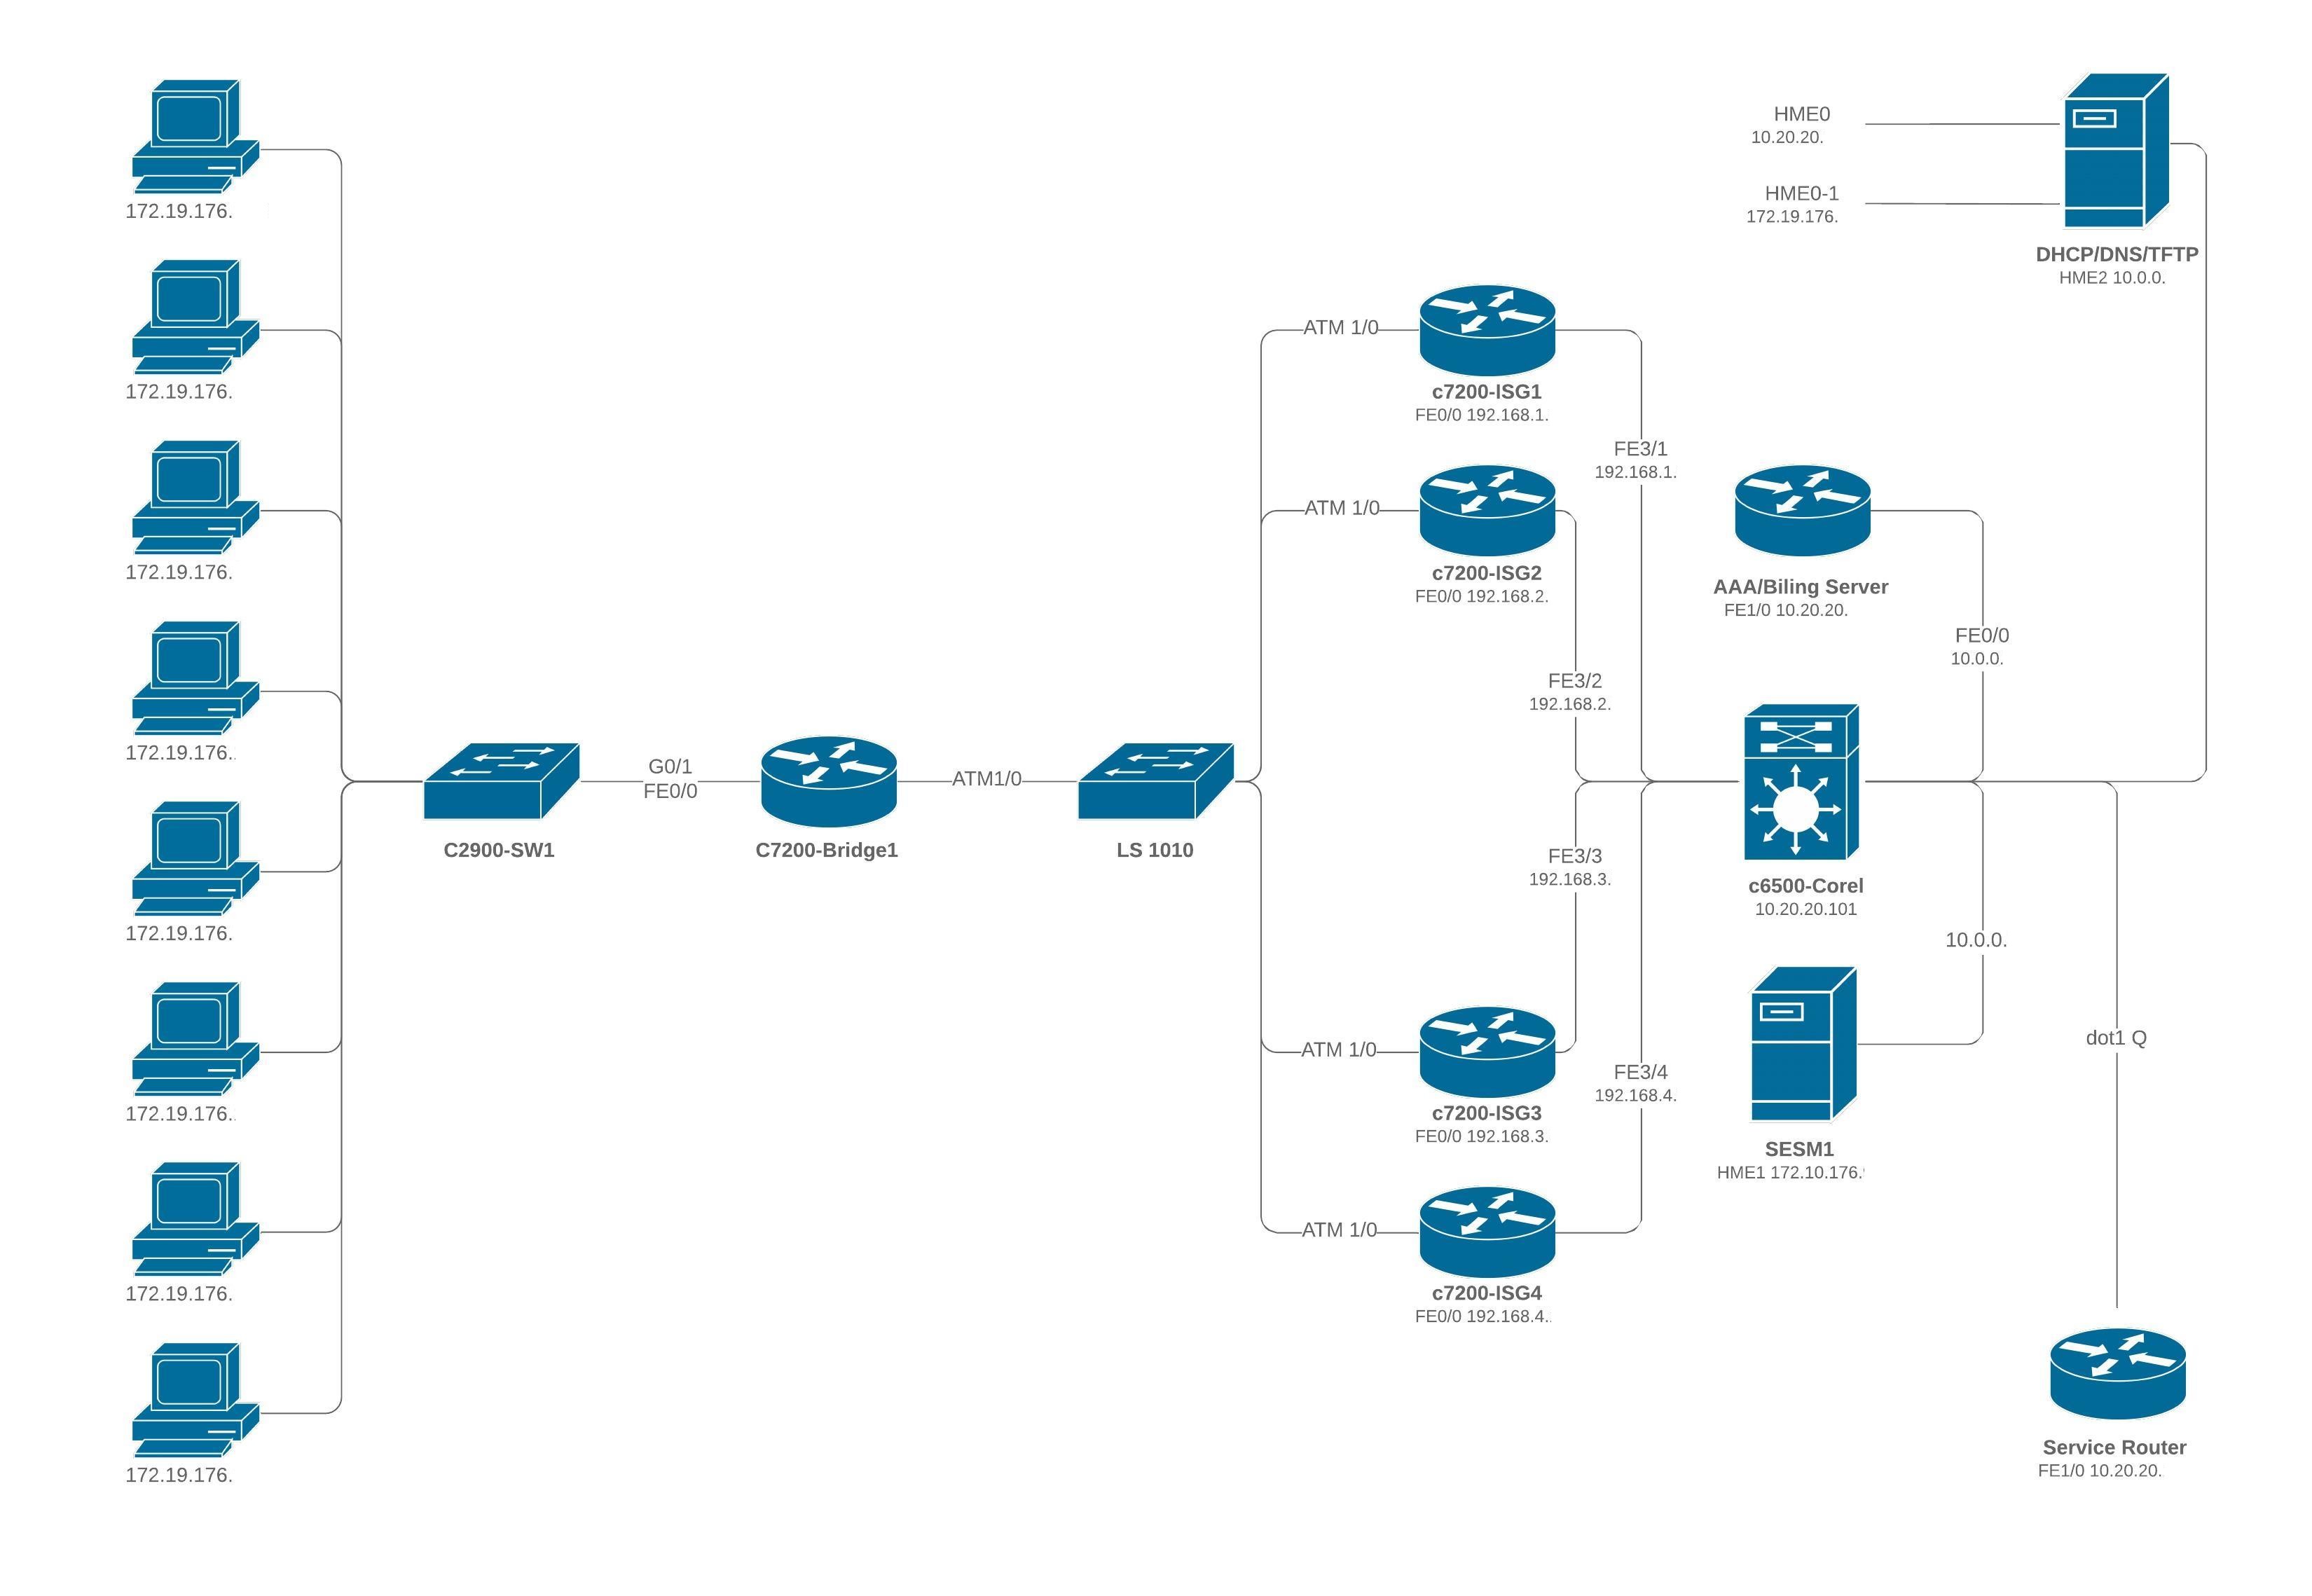 172.19.176.
172.19.176.
172.19.176.
172.19.176.
172.19.176.
172.19.176.
172.19.176.
172.19.176.
C2900-SW1
G0/1
FE0/0
C7200-Bridge1
ATM1/0
LS 1010
ATM 1/0
c7200-ISG1
FE0/0 192.168.1.
ATM 1/0
c7200-ISG2
FE0/0 192.168.2.
ATM 1/0
c7200-ISG3
FE0/0 192.168.3.
ATM 1/0
c7200-ISG4
FE0/0 192.168.4.
FE3/1
192.168.1.
FE3/2
192.168.2.
FE3/3
192.168.3.
FE3/4
192.168.4.
AAA/Biling Server
FE1/0 10.20.20.
FE0/0
10.0.0.
c6500-Corel
10.20.20.101
10.0.0.
SESM1
HME1 172.10.176.
HME0
10.20.20.
HME0-1
172.19.176.
DHCP/DNS/TFTP
HME2 10.0.0.
dot1 Q
Service Router
FE1/0 10.20.20.